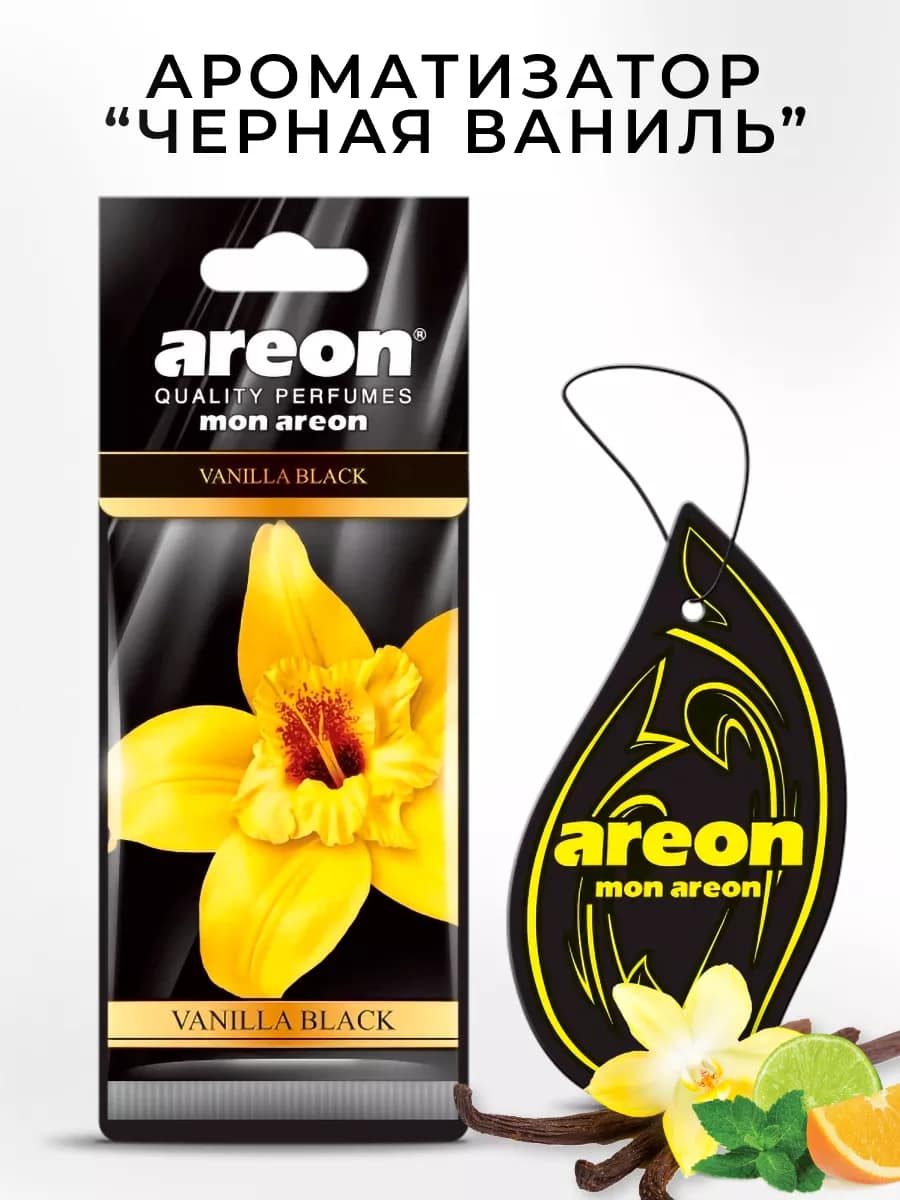 АРОМАТИЗАТОР
“ЧЕРНАЯ ВАНИЛЬ”
areon®
QUALITY PERFUMES
mon areon
VANILLA BLACK
VANILLA BLACK
areon
mon areon